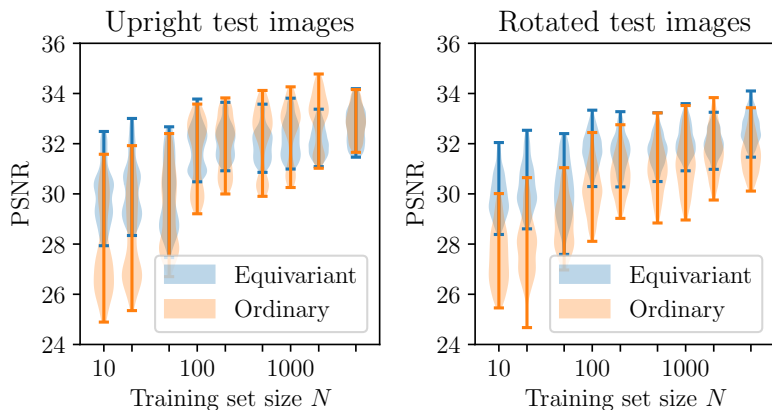 Upright test images
PSNR
36
34
32
30
28
26
24
10
100
1000
Training set size N
Equivariant
Ordinary
Rotated test images
PSNR
36
34
32
30
28
26
24
10
100
1000
Training set size N
Equivariant
Ordinary